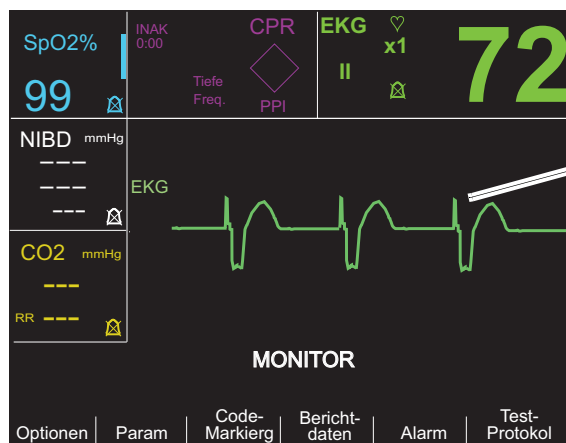 SpO2%
99
INAK
0:00
CPR
Tiefe
Freq.
PPI
EKG
x1
II
72
NIBD mmHg
---
---
---
EKG
CO2 mmHg
---
RR ---
MONITOR
Optionen
Param
Code-
Markierg
Bericht-
daten
Alarm
Test-
Protokol